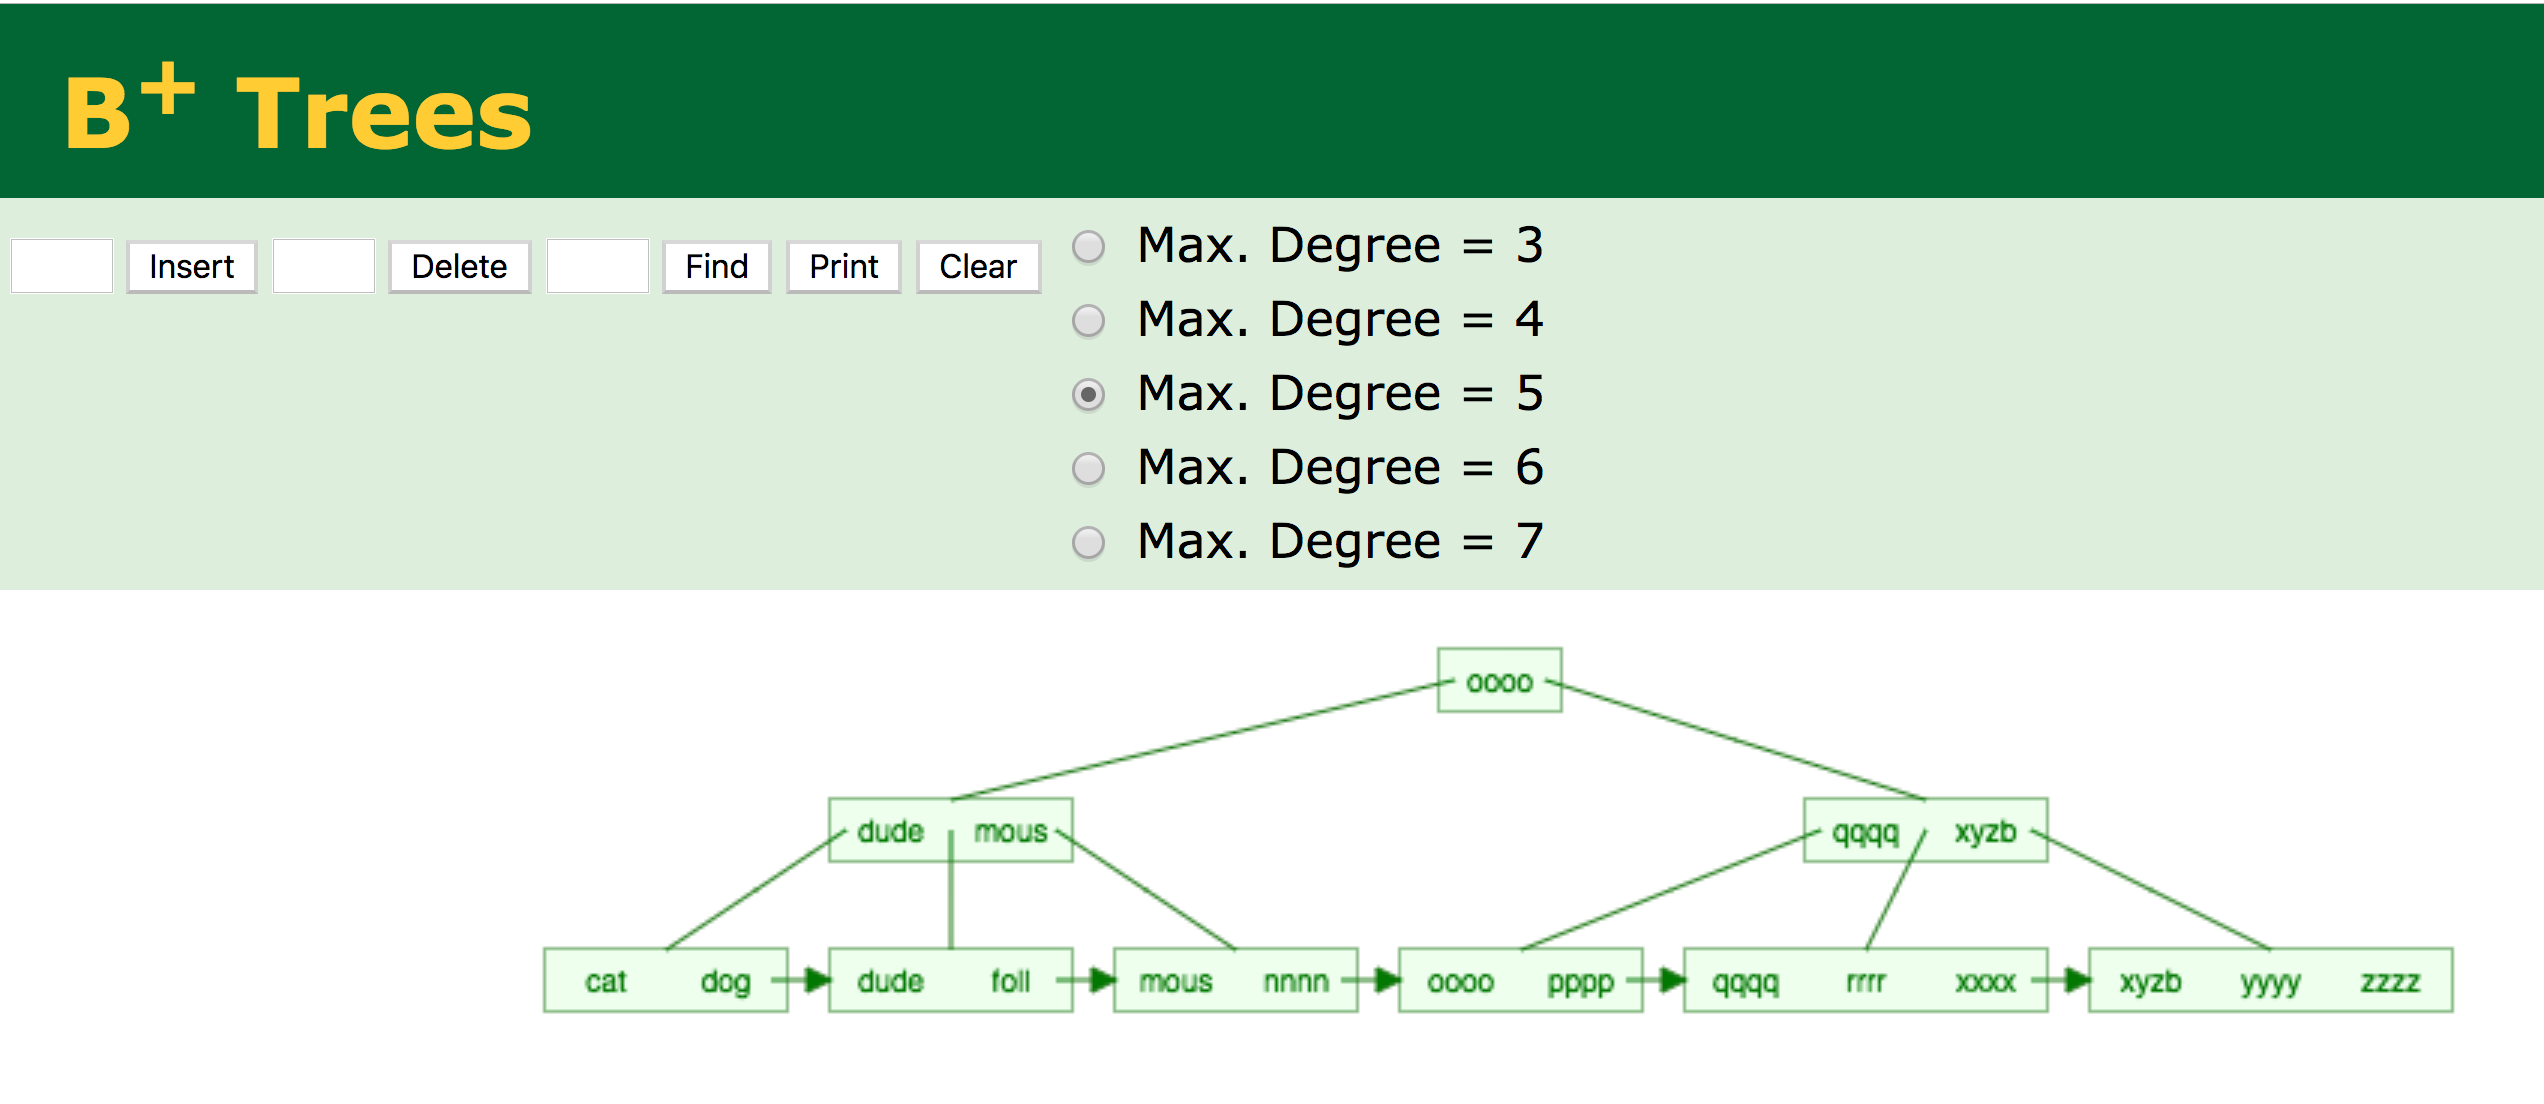 B+ Trees
Insert Delete Find Print Clear
Max. Degree = 3
Max. Degree = 4
Max. Degree = 5
Max. Degree = 6
Max. Degree = 7
oooo
dude mous qqqq xyzb
cat dog dude foll mous nnnn oooo pppp qqqq rrrr xxxx xyzb yyyy zzzz